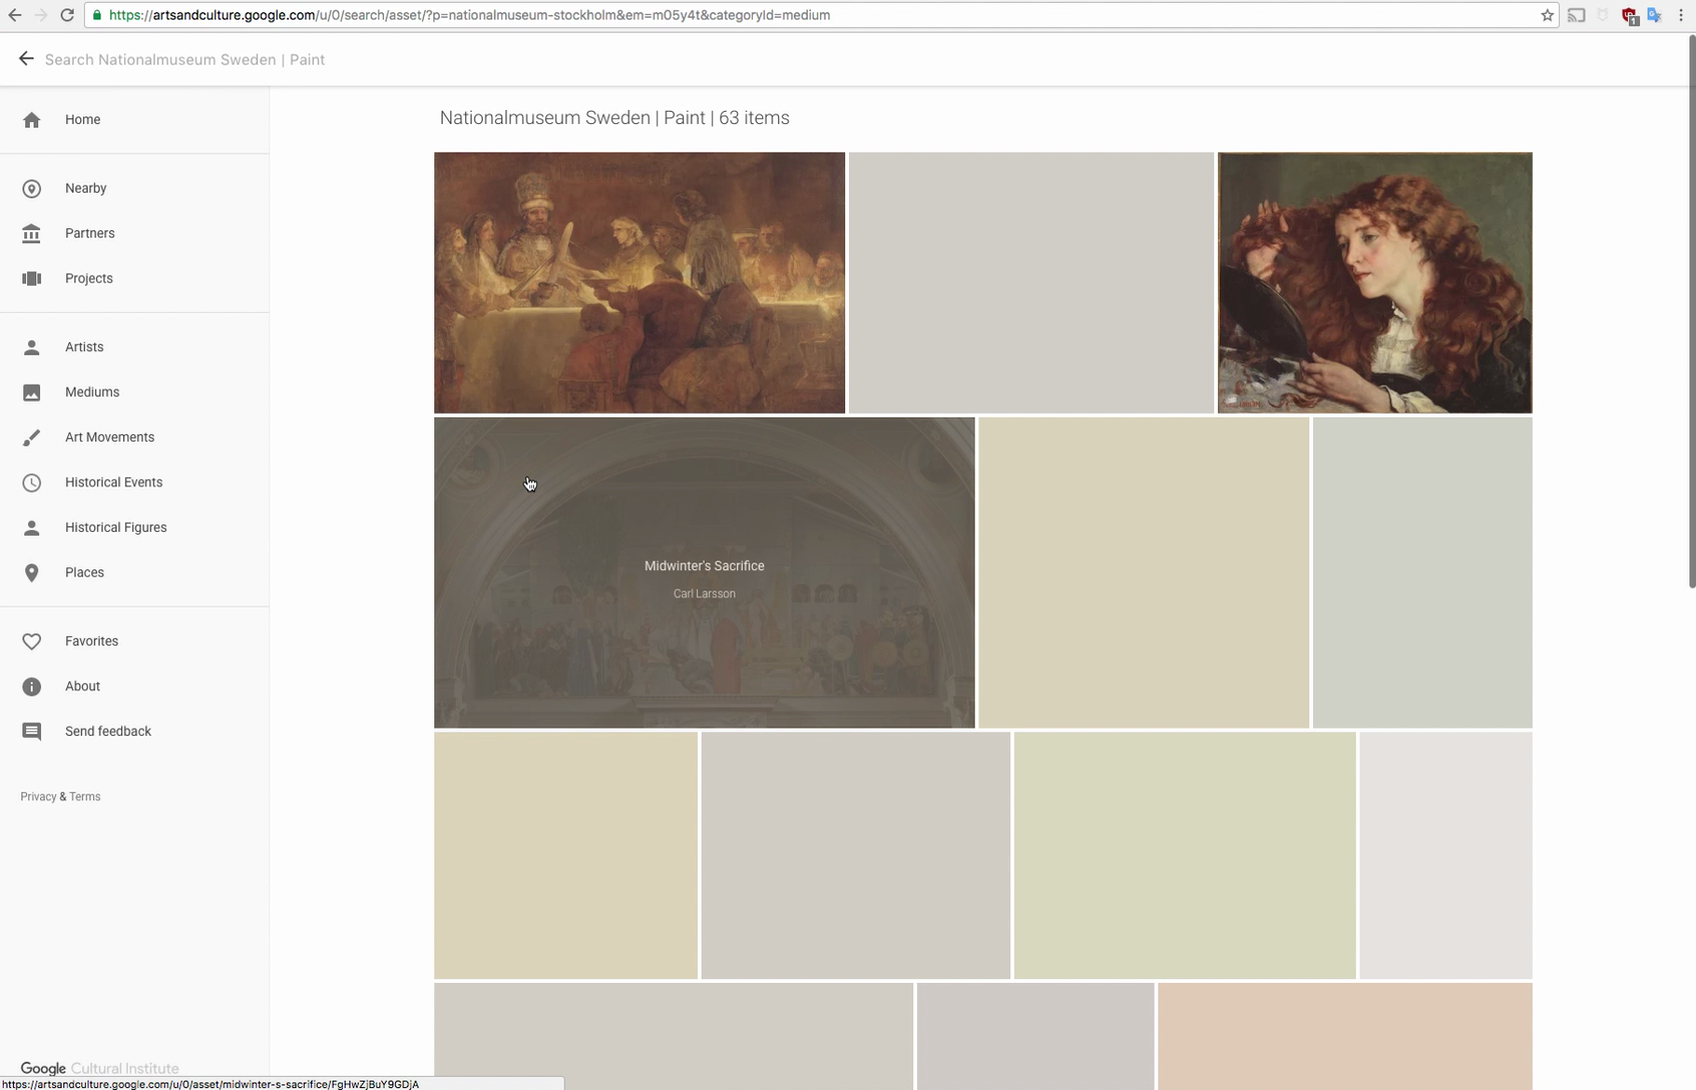 https://artsandculture.google.com/u/0/search/asset/?p=nationalmuseum-stockholm&em=m05y4t&categoryId=medium
1
Search Nationalmuseum Sweden | Paint
Home
Nationalmuseum Sweden | Paint | 63 items
Nearby
Partners
Projects
Artists
Mediums
Art Movements
Historical Events
Historical Figures
Places
Midwinter's Sacrifice
Carl Larsson
Favorites
About
Send feedback
Privacy & Terms
Google Cultural Institute
https://artsandculture.google.com/u/0/asset/midwinter-s-sacrifice/FgHwZjBuY9GDjA